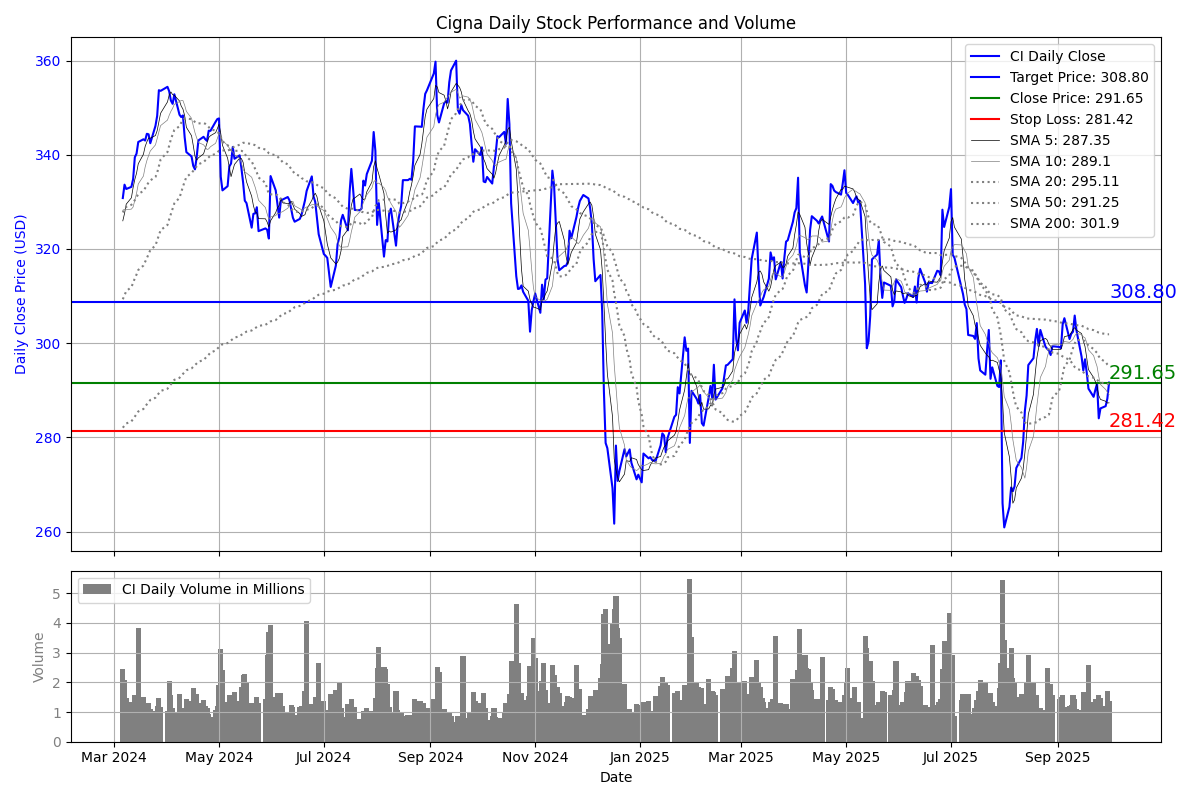 Cigna Daily Stock Performance and Volume
Daily Close Price (USD)
360
340
320
300
280
260
CI Daily Close
Target Price: 308.80
Close Price: 291.65
Stop Loss: 281.42
SMA 5: 287.35
SMA 10: 289.1
SMA 20: 295.11
SMA 50: 291.25
SMA 200: 301.9
308.80
291.65
281.42
CI Daily Volume in Millions
Volume
5
4
3
2
1
0
Mar 2024 May 2024 Jul 2024 Sep 2024 Nov 2024 Jan 2025 Mar 2025 May 2025 Jul 2025 Sep 2025
Date